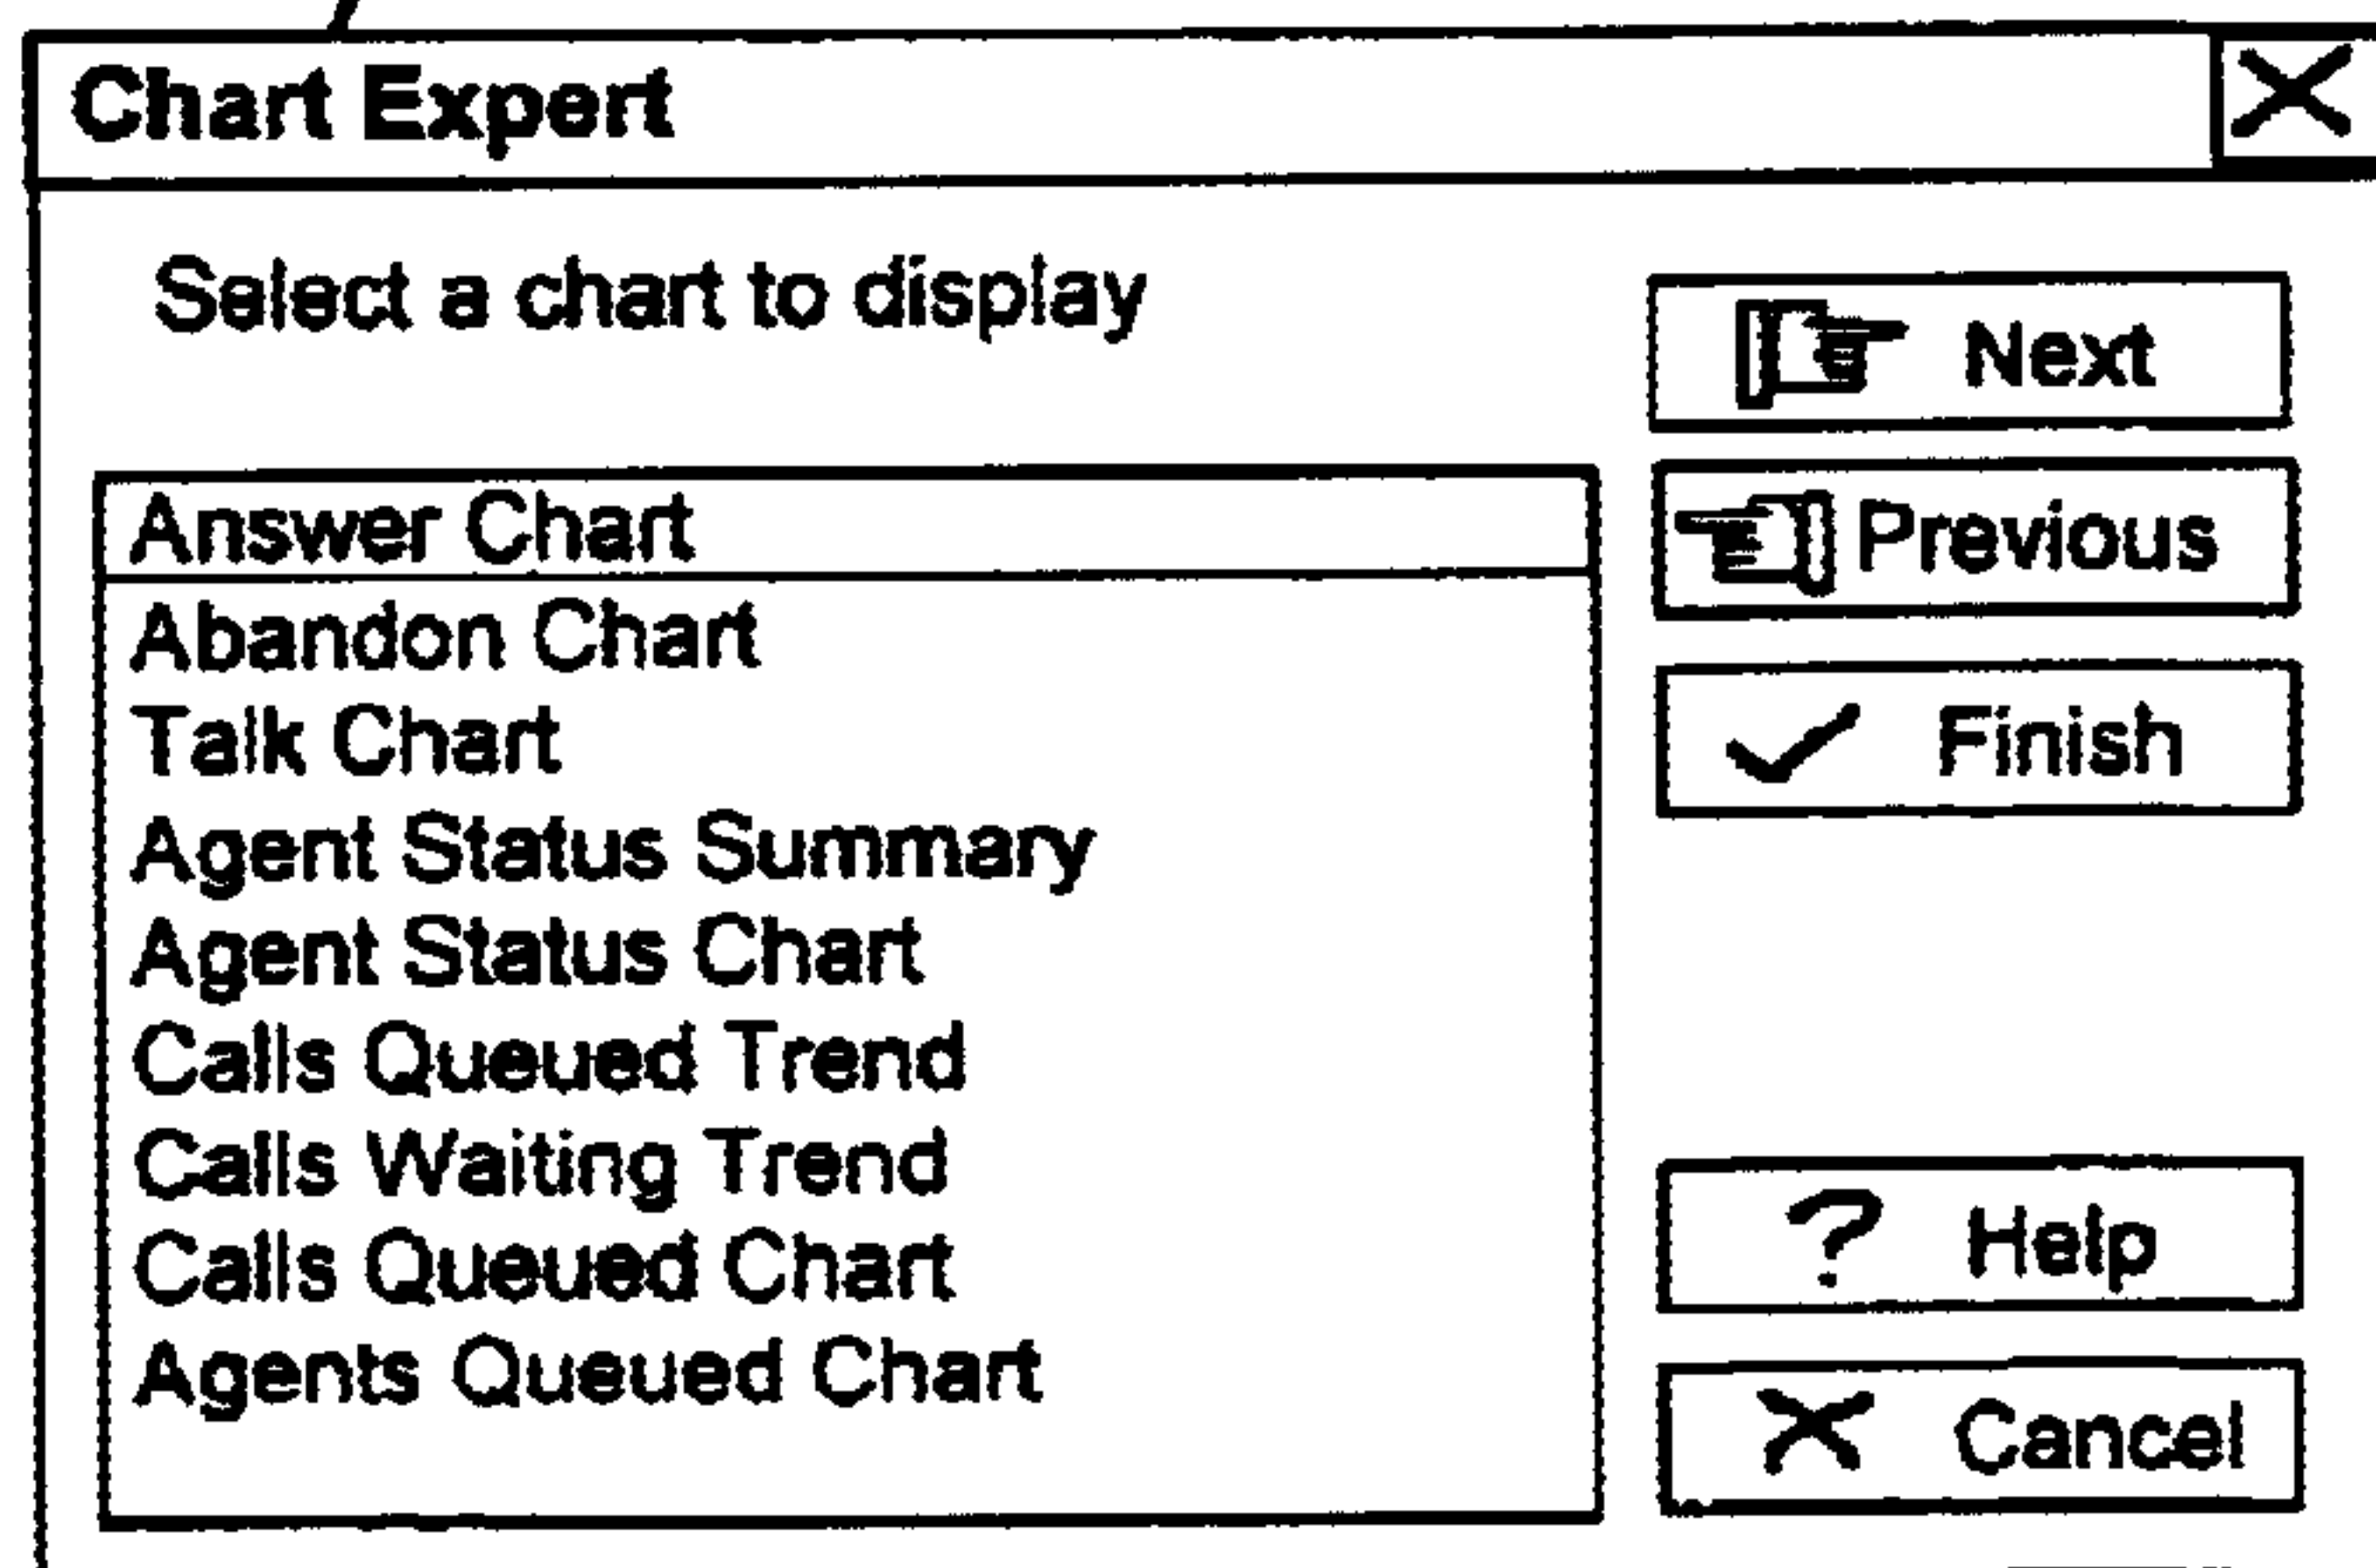 Chart Expert
Select a chart to display
Answer Chart
Abandon Chart
Talk Chart
Agent Status Summary
Agent Status Chart
Calls Queued Trend
Calls Waiting Trend
Calls Queued Chart
Agents Queued Chart
Next
Previous
Finish
? Help
Cancel